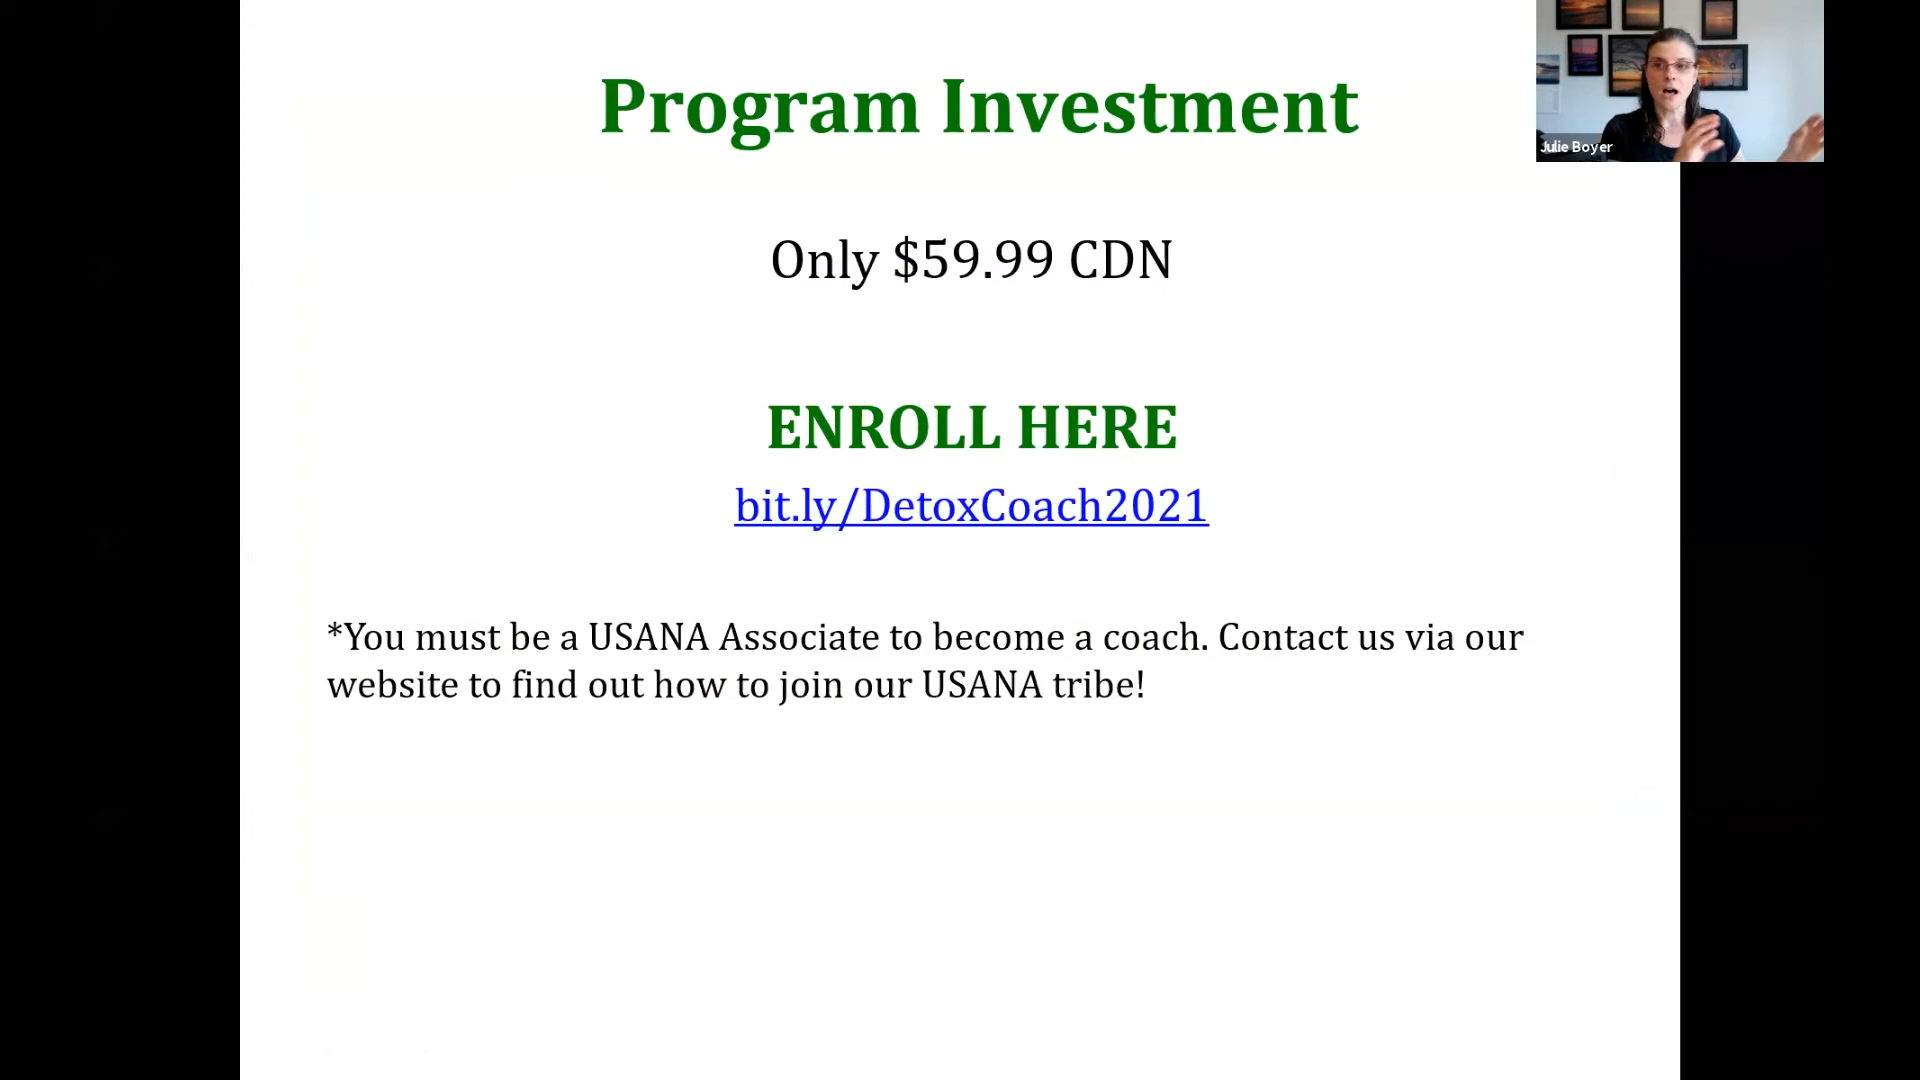 Program Investment
Julie Boyer
Only $59.99 CDN
ENROLL HERE
bit.ly/DetoxCoach2021
*You must be a USANA Associate to become a coach. Contact us via our
website to find out how to join our USANA tribe!